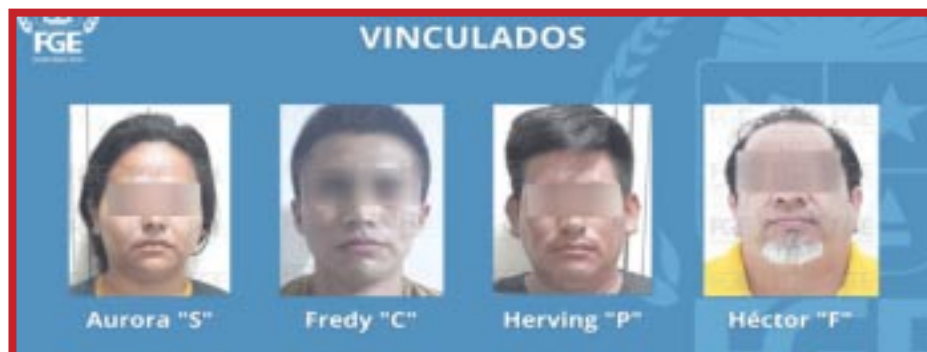 FGE
VINCULADOS
Aurora "S"
Fredy "C"
Herving "P"
Héctor "F"